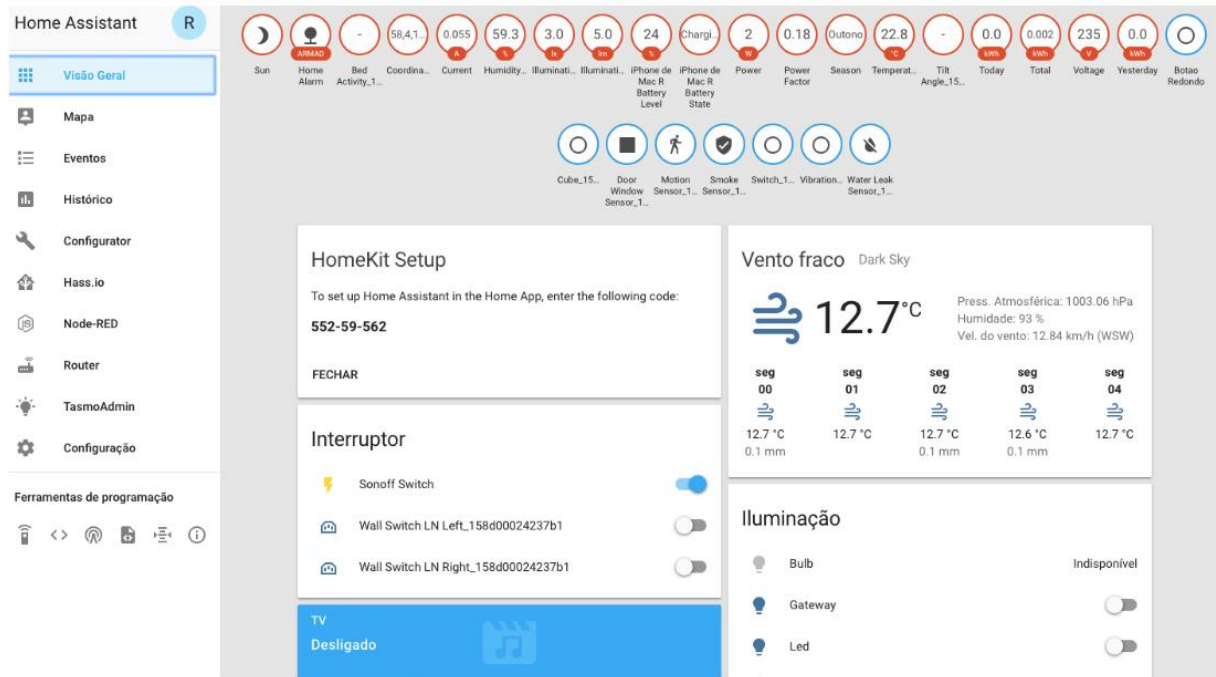 Home Assistant
R
Visão Geral
Mapa
Eventos
Histórico
Configurator
Hass.io
Node-RED
Router
TasmoAdmin
Configuração
Ferramentas de programação
Sun
ARMAD
Home Alarm
-
Bed Activity_1...
58,4,1...
Coordina...
0.055
A
Current
59.3
%
Humidity...
3.0
lx
Illuminati...
5.0
lm
Illuminati...
24
%
iPhone de Mac R Battery Level
Chargi...
iPhone de Mac R Battery State
2
W
Power
0.18
Power Factor
Outono
Season
22.8
°C
Temperat...
-
Tilt Angle_15...
0.0
kWh
Today
0.002
kWh
Total
235
V
Voltage
0.0
kWh
Yesterday
Botao Redondo
Cube_15...
Door Window Sensor_1...
Motion Sensor_1...
Smoke Sensor_1...
Switch_1...
Vibration...
Water Leak Sensor_1...
HomeKit Setup
To set up Home Assistant in the Home App, enter the following code:
552-59-562
FECHAR
Vento fraco Dark Sky
12.7°C
Press. Atmosférica: 1003.06 hPa
Humidade: 93 %
Vel. do vento: 12.84 km/h (WSW)
seg seg seg seg seg
00 01 02 03 04
12.7 °C 12.7 °C 12.7 °C 12.6 °C 12.7 °C
0.1 mm 0.1 mm 0.1 mm
Interruptor
Sonoff Switch
Wall Switch LN Left_158d00024237b1
Wall Switch LN Right_158d00024237b1
TV
Desligado
Iluminação
Bulb Indisponível
Gateway
Led